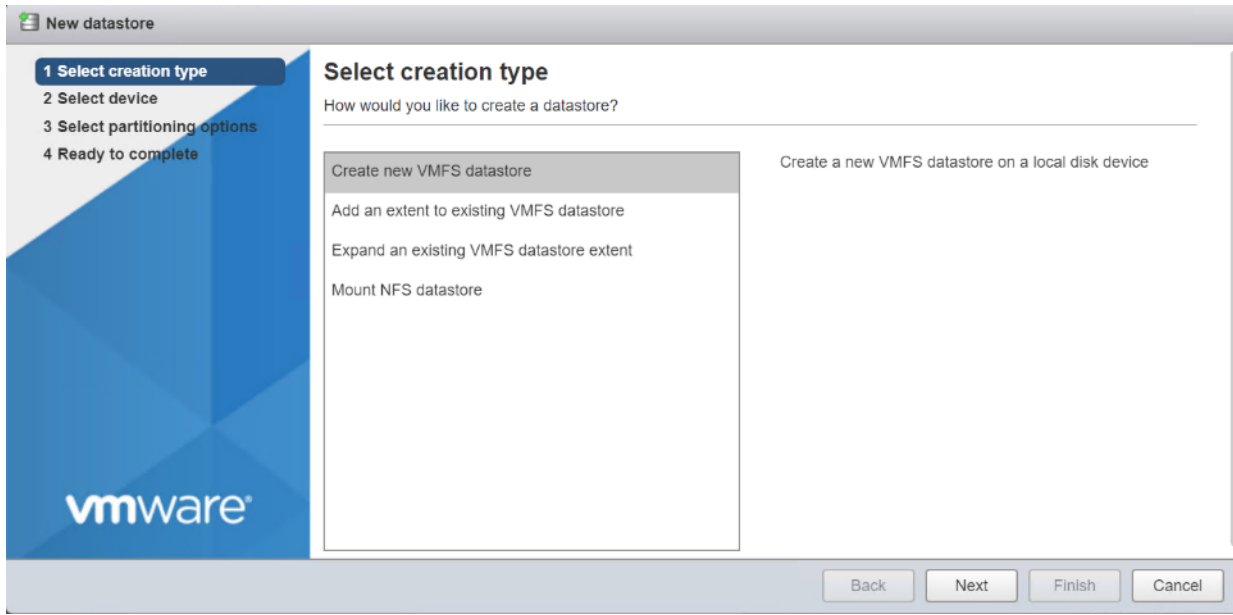 New datastore
1 Select creation type
2 Select device
3 Select partitioning options
4 Ready to complete
vmware®
Select creation type
How would you like to create a datastore?
Create new VMFS datastore
Add an extent to existing VMFS datastore
Expand an existing VMFS datastore extent
Mount NFS datastore
Create a new VMFS datastore on a local disk device
Back
Next
Finish
Cancel